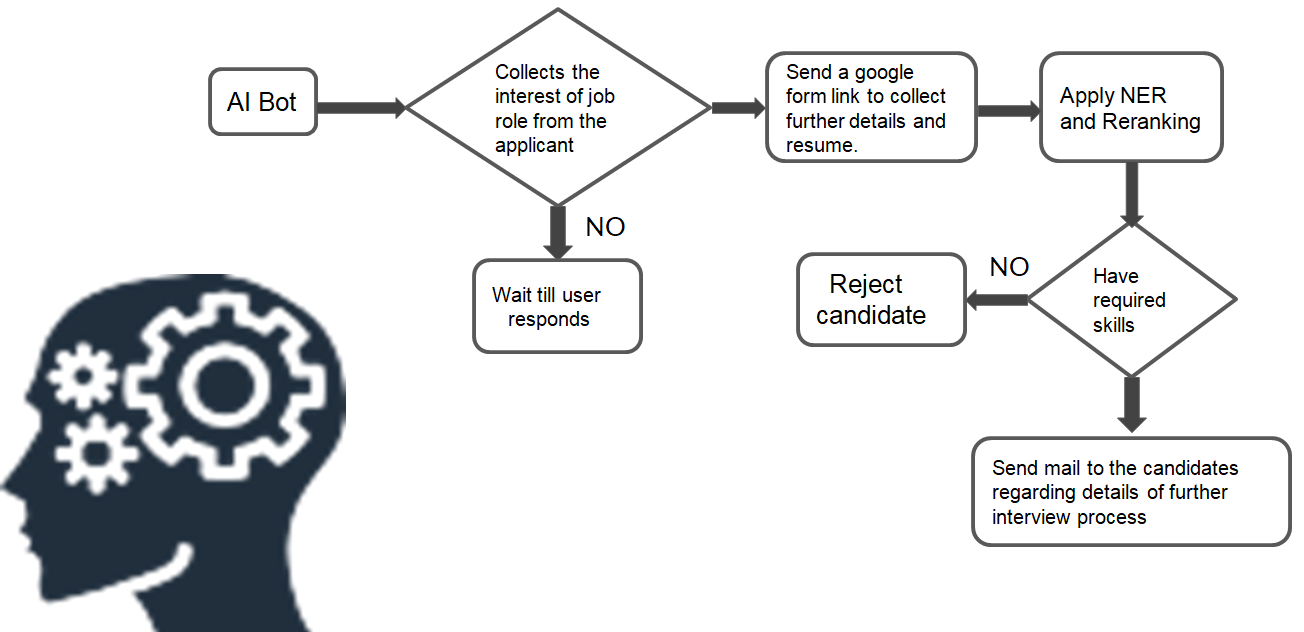 AI Bot
Collects the
interest of job
role from the
applicant
Send a google
form link to collect
further details and
resume.
Apply NER
and Reranking
NO
Wait till user
responds
Reject
candidate
NO
Have
required
skills
Send mail to the candidates
regarding details of further
interview process